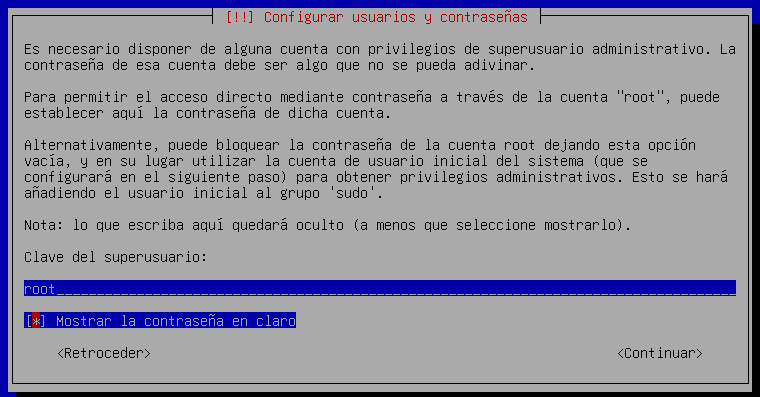 [!!] Configurar usuarios y contraseñas
Es necesario disponer de alguna cuenta con privilegios de superusuario administrativo. La
contraseña de esa cuenta debe ser algo que no se pueda adivinar.
Para permitir el acceso directo mediante contraseña a través de la cuenta "root", puede
establecer aquí la contraseña de dicha cuenta.
Alternativamente, puede bloquear la contraseña de la cuenta root dejando esta opción
vacía, y en su lugar utilizar la cuenta de usuario inicial del sistema (que se
configurará en el siguiente paso) para obtener privilegios administrativos. Esto se hará
añadiendo el usuario inicial al grupo 'sudo'.
Nota: lo que escriba aquí quedará oculto (a menos que seleccione mostrarlo).
Clave del superusuario:
root
[*] Mostrar la contraseña en claro
<Retroceder> <Continuar>